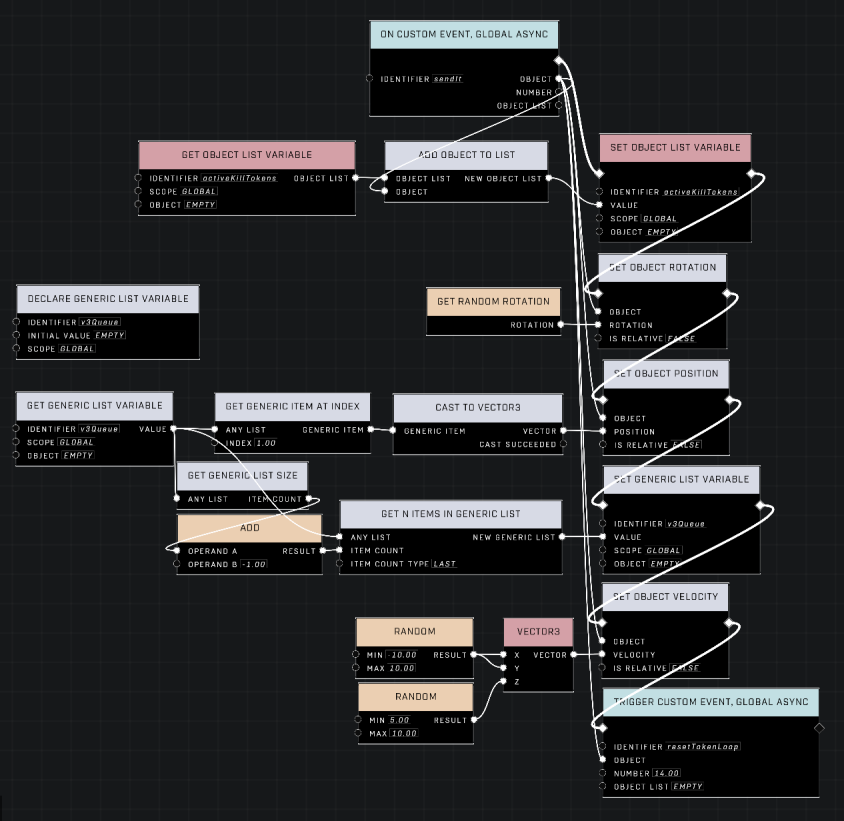 ON CUSTOM EVENT, GLOBAL ASYNC
IDENTIFIER sendIt OBJECT
NUMBER
OBJECT LIST
GET OBJECT LIST VARIABLE
IDENTIFIER activeKillTokens OBJECT LIST
SCOPE GLOBAL
OBJECT EMPTY
ADD OBJECT TO LIST
OBJECT LIST NEW OBJECT LIST
OBJECT
SET OBJECT LIST VARIABLE
IDENTIFIER activeKillTokens
VALUE
SCOPE GLOBAL
OBJECT EMPTY
SET OBJECT ROTATION
OBJECT
ROTATION
IS RELATIVE FALSE
DECLARE GENERIC LIST VARIABLE
IDENTIFIER v3Queue
INITIAL VALUE EMPTY
SCOPE GLOBAL
GET RANDOM ROTATION
ROTATION
SET OBJECT POSITION
OBJECT
POSITION
IS RELATIVE FALSE
GET GENERIC LIST VARIABLE
IDENTIFIER v3Queue VALUE
SCOPE GLOBAL
OBJECT EMPTY
GET GENERIC ITEM AT INDEX
ANY LIST GENERIC ITEM
INDEX 1.00
CAST TO VECTOR3
GENERIC ITEM VECTOR
CAST SUCCEEDED
GET GENERIC LIST SIZE
ANY LIST ITEM COUNT
SET GENERIC LIST VARIABLE
IDENTIFIER v3Queue
VALUE
SCOPE GLOBAL
OBJECT EMPTY
ADD
OPERAND A RESULT
OPERAND B -1.00
GET N ITEMS IN GENERIC LIST
ANY LIST NEW GENERIC LIST
ITEM COUNT
ITEM COUNT TYPE LAST
SET OBJECT VELOCITY
OBJECT
VELOCITY
IS RELATIVE FALSE
RANDOM
MIN -10.00 RESULT
MAX 10.00
VECTOR3
X VECTOR
Y
Z
RANDOM
MIN 5.00 RESULT
MAX 10.00
TRIGGER CUSTOM EVENT, GLOBAL ASYNC
IDENTIFIER resetTokenLoop
OBJECT
NUMBER 14.00
OBJECT LIST EMPTY